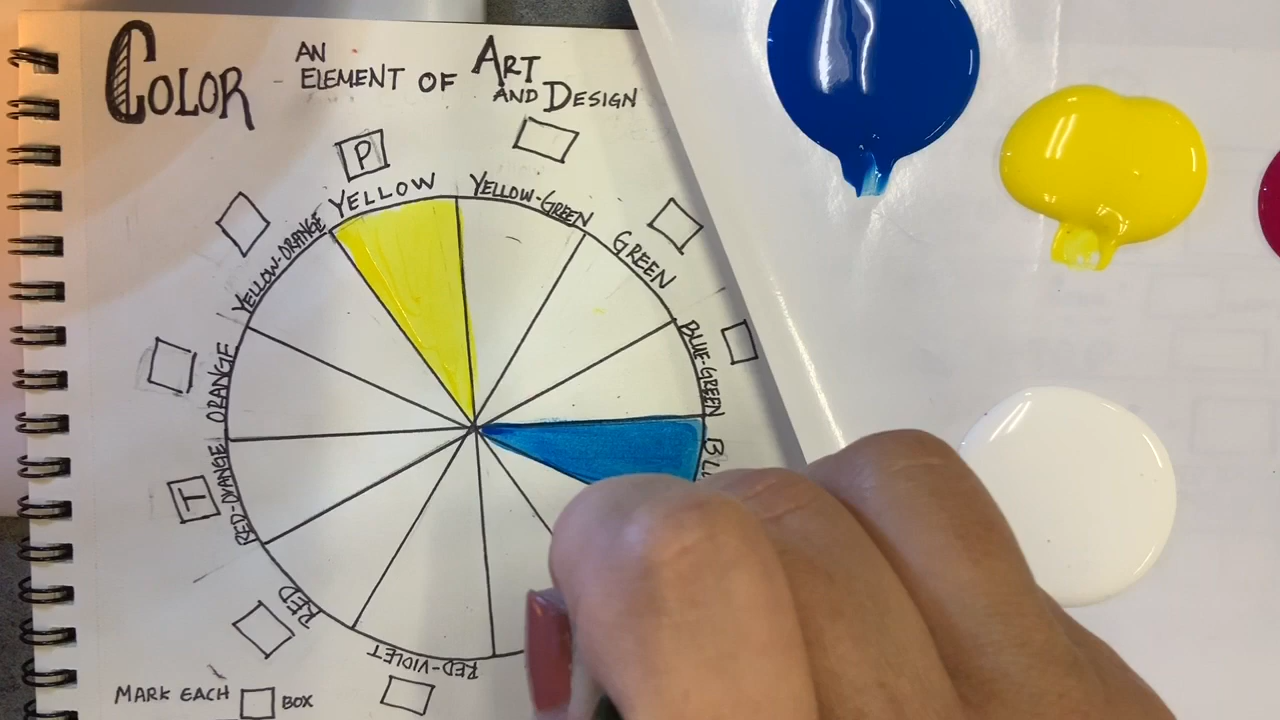 COLOR
AN
ELEMENT OF ART
AND DESIGN
P
YELLOW
YELLOW-GREEN
GREEN
BLUE-GREEN
YELLOW-ORANGE
ORANGE
RED-ORANGE
T
RED
RED-VIOLET
MARK EACH BOX